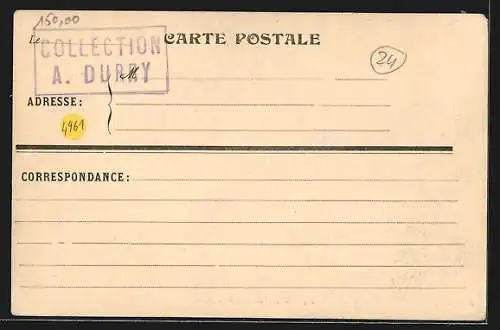 150,00
Le
CARTE POSTALE
COLLECTION
A. DURRY
M
24
ADRESSE:
4961
CORRESPONDANCE: